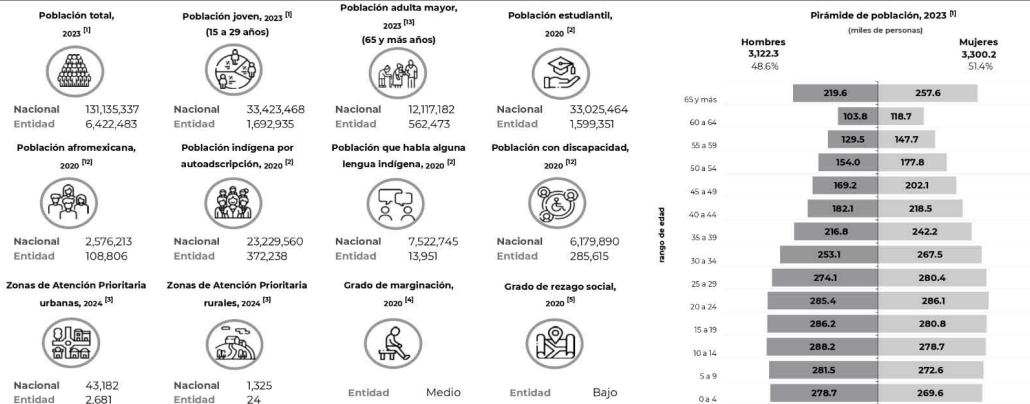 Población total,
2023 [1]
Nacional 131,135,337
Entidad 6,422,483
Población joven, 2023 [1]
(15 a 29 años)
Nacional 33,423,468
Entidad 1,692,935
Población adulta mayor,
2023 [13]
(65 y más años)
Nacional 12,117,182
Entidad 562,473
Población estudiantil,
2020 [2]
Nacional 33,025,464
Entidad 1,599,351
Población afromexicana,
2020 [12]
Nacional 2,576,213
Entidad 108,806
Población indígena por
autoadscripción, 2020 [2]
Nacional 23,229,560
Entidad 372,238
Población que habla alguna
lengua indígena, 2020 [2]
Nacional 7,522,745
Entidad 13,951
Población con discapacidad,
2020 [12]
Nacional 6,179,890
Entidad 285,615
Zonas de Atención Prioritaria
urbanas, 2024 [3]
Nacional 43,182
Entidad 2,681
Zonas de Atención Prioritaria
rurales, 2024 [3]
Nacional 1,325
Entidad 24
Grado de marginación,
2020 [4]
Entidad Medio
Grado de rezago social,
2020 [5]
Entidad Bajo
Pirámide de población, 2023 [1]
(miles de personas)
Hombres
3,122.3
48.6%
Mujeres
3,300.2
51.4%
rango de edad
65 y más 219.6 257.6
60 a 64 103.8 118.7
55 a 59 129.5 147.7
50 a 54 154.0 177.8
45 a 49 169.2 202.1
40 a 44 182.1 218.5
35 a 39 216.8 242.2
30 a 34 253.1 267.5
25 a 29 274.1 280.4
20 a 24 285.4 286.1
15 a 19 286.2 280.8
10 a 14 288.2 278.7
5 a 9 281.5 272.6
0 a 4 278.7 269.6